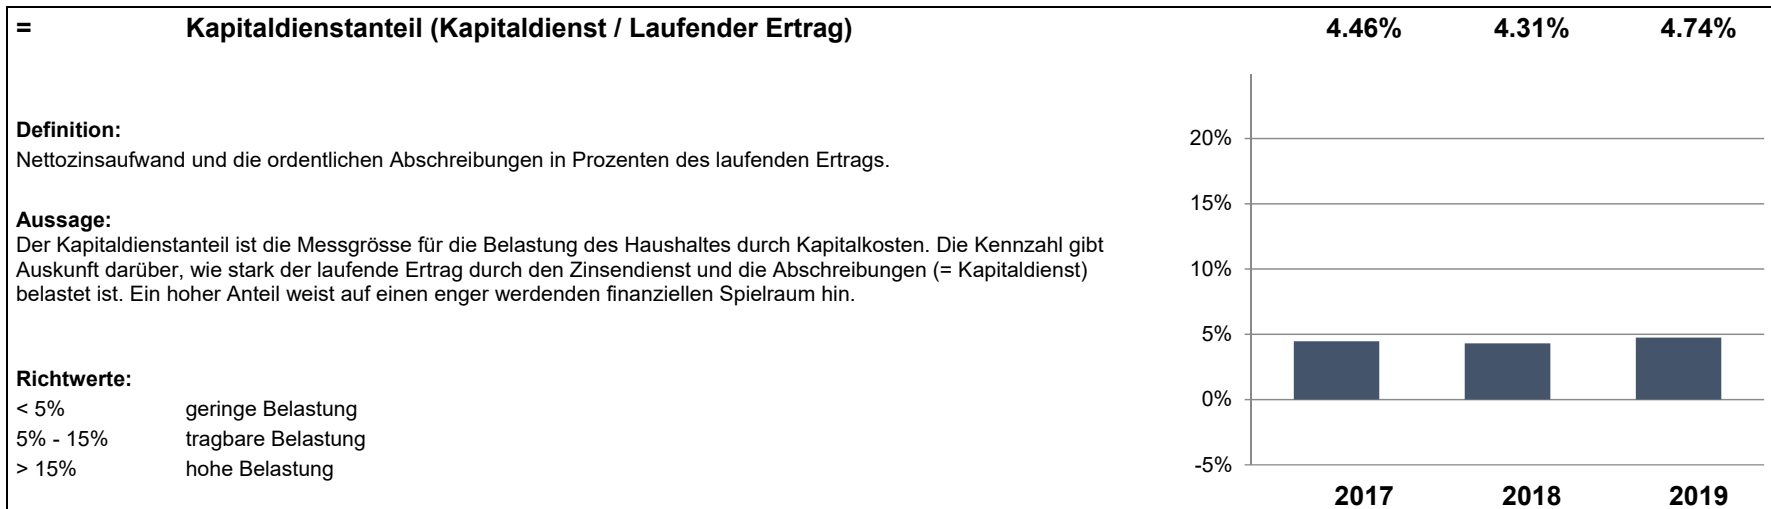 = Kapitaldienstanteil (Kapitaldienst / Laufender Ertrag) 4.46% 4.31% 4.74%
Definition:
Nettozinsaufwand und die ordentlichen Abschreibungen in Prozenten des laufenden Ertrags.
Aussage:
Der Kapitaldienstanteil ist die Messgrösse für die Belastung des Haushaltes durch Kapitalkosten. Die Kennzahl gibt
Auskunft darüber, wie stark der laufende Ertrag durch den Zinsendienst und die Abschreibungen (= Kapitaldienst)
belastet ist. Ein hoher Anteil weist auf einen enger werdenden finanziellen Spielraum hin.
Richtwerte:
< 5% geringe Belastung
5% - 15% tragbare Belastung
> 15% hohe Belastung
20%
15%
10%
5%
0%
-5%
2017 2018 2019